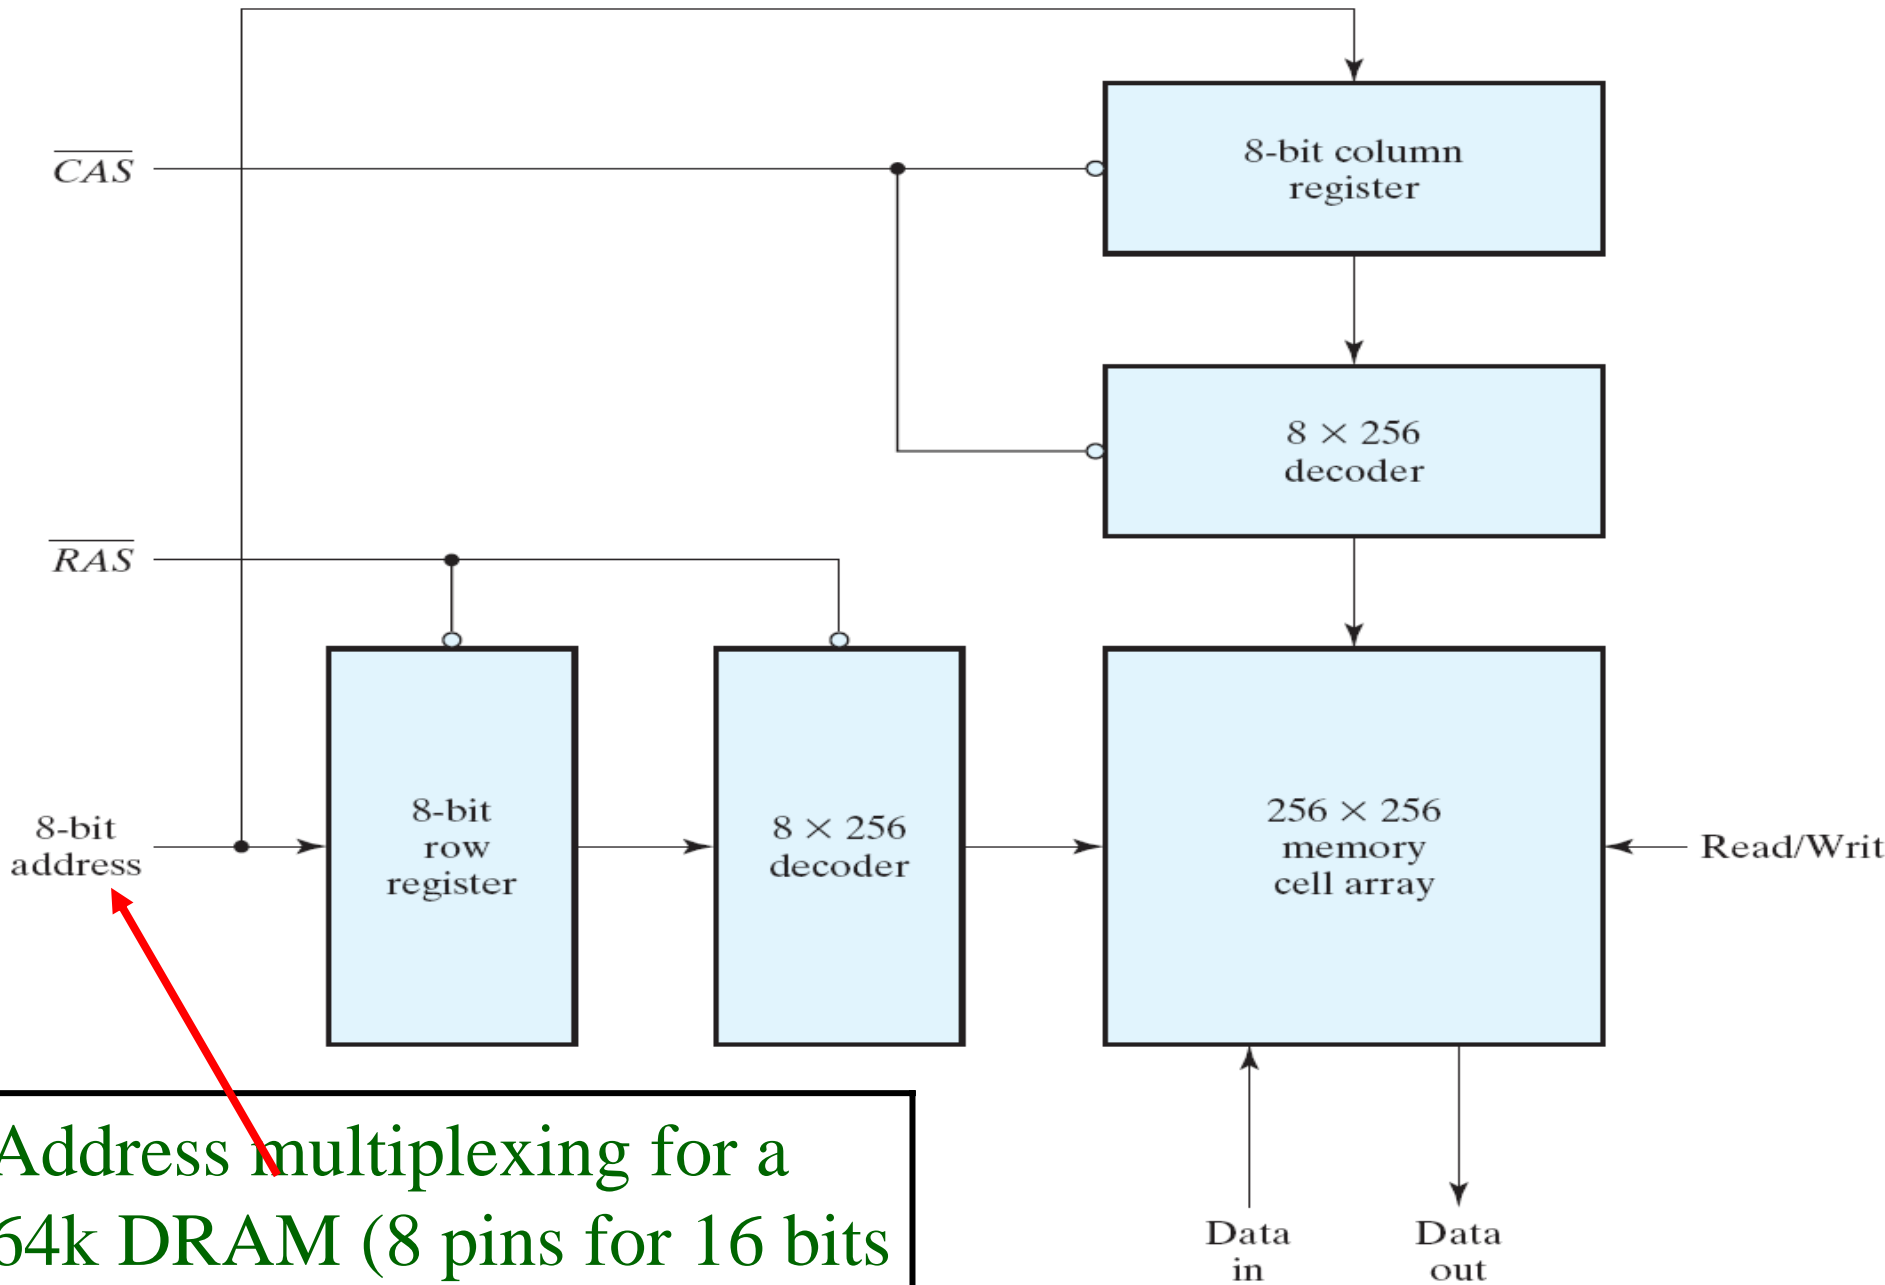 8-bit column
register
C̅A̅S̅
8 × 256
decoder
R̅A̅S̅
8-bit
address
8-bit
row
register
8 × 256
decoder
256 × 256
memory
cell array
Read/Writ
Address multiplexing for a
64k DRAM (8 pins for 16 bits
Data
in
Data
out